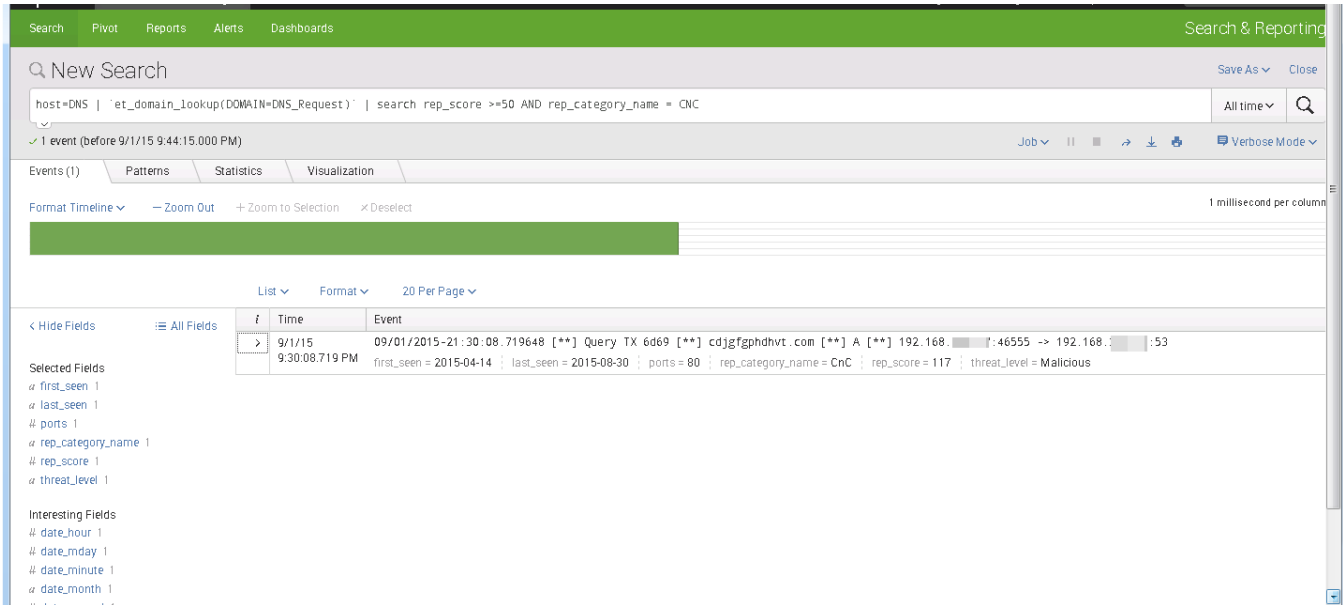 Search Pivot Reports Alerts Dashboards Search & Reporting
New Search Save As Close
host=DNS | `et_domain_lookup(DOMAIN=DNS_Request)` | search rep_score >=50 AND rep_category_name = CNC All time
✓ 1 event (before 9/1/15 9:44:15.000 PM) Job Verbose Mode
Events (1) Patterns Statistics Visualization
Format Timeline — Zoom Out + Zoom to Selection × Deselect 1 millisecond per column
List Format 20 Per Page
< Hide Fields All Fields i Time Event
> 9/1/15 09/01/2015-21:30:08.719648 [**] Query TX 6d69 [**] cdjgfgphdhvt.com [**] A [**] 192.168. :46555 -> 192.168. :53
9:30:08.719 PM first_seen = 2015-04-14 last_seen = 2015-08-30 ports = 80 rep_category_name = CnC rep_score = 117 threat_level = Malicious
Selected Fields
a first_seen 1
a last_seen 1
# ports 1
a rep_category_name 1
# rep_score 1
a threat_level 1
Interesting Fields
# date_hour 1
# date_mday 1
# date_minute 1
a date_month 1